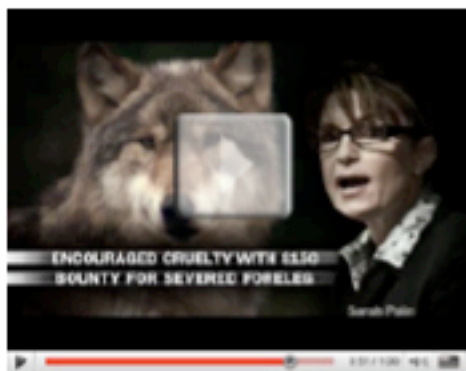 ENCOURAGED CRUELTY WITH $150
BOUNTY FOR SEVERED FORELEG
Sarah Palin